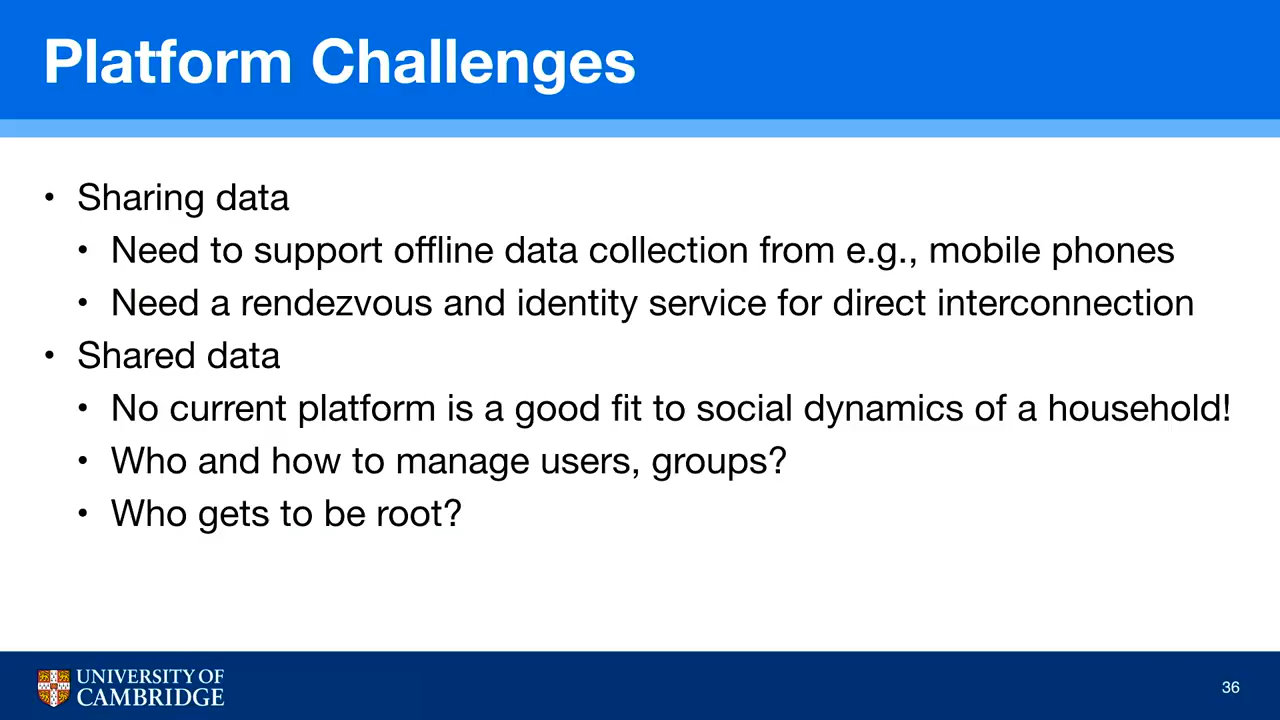 Platform Challenges
• Sharing data
• Need to support offline data collection from e.g., mobile phones
• Need a rendezvous and identity service for direct interconnection
• Shared data
• No current platform is a good fit to social dynamics of a household!
• Who and how to manage users, groups?
• Who gets to be root?
UNIVERSITY OF
CAMBRIDGE
36